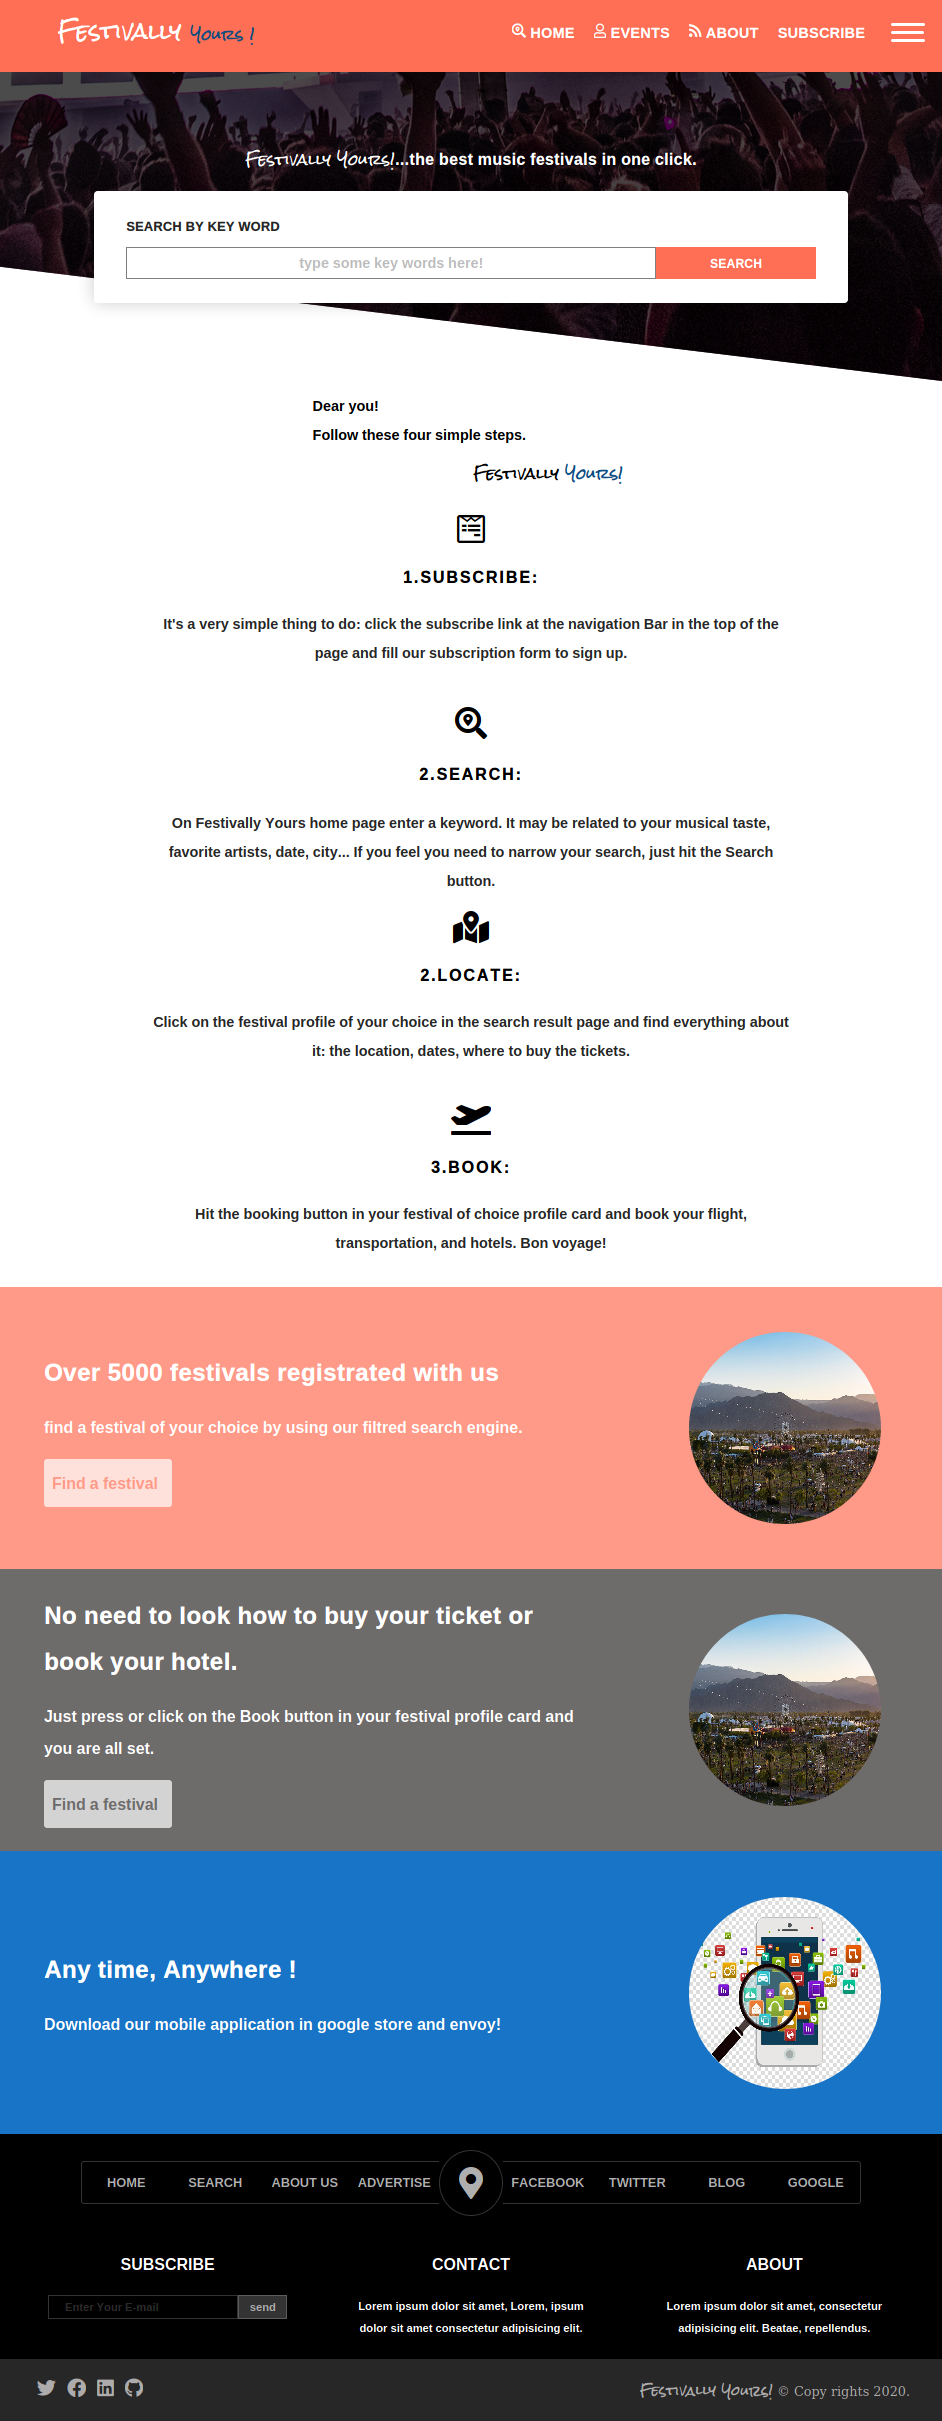 Festivally Yours !
HOME EVENTS ABOUT SUBSCRIBE
Festivally Yours!...the best music festivals in one click.
SEARCH BY KEY WORD
type some key words here! SEARCH
Dear you!
Follow these four simple steps.
Festivally Yours!
1.SUBSCRIBE:
It's a very simple thing to do: click the subscribe link at the navigation Bar in the top of the
page and fill our subscription form to sign up.
2.SEARCH:
On Festivally Yours home page enter a keyword. It may be related to your musical taste,
favorite artists, date, city... If you feel you need to narrow your search, just hit the Search
button.
2.LOCATE:
Click on the festival profile of your choice in the search result page and find everything about
it: the location, dates, where to buy the tickets.
3.BOOK:
Hit the booking button in your festival of choice profile card and book your flight,
transportation, and hotels. Bon voyage!
Over 5000 festivals registrated with us
find a festival of your choice by using our filtred search engine.
Find a festival
No need to look how to buy your ticket or
book your hotel.
Just press or click on the Book button in your festival profile card and
you are all set.
Find a festival
Any time, Anywhere !
Download our mobile application in google store and envoy!
HOME SEARCH ABOUT US ADVERTISE FACEBOOK TWITTER BLOG GOOGLE
SUBSCRIBE
Enter Your E-mail send
CONTACT
Lorem ipsum dolor sit amet, Lorem, ipsum
dolor sit amet consectetur adipisicing elit.
ABOUT
Lorem ipsum dolor sit amet, consectetur
adipisicing elit. Beatae, repellendus.
Festivally Yours! © Copy rights 2020.